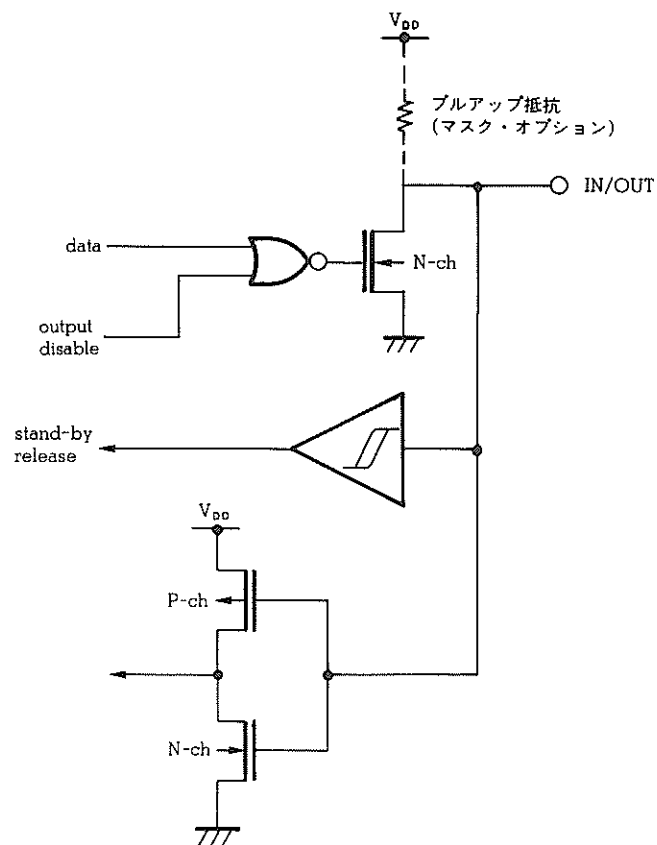 VDD
プルアップ抵抗
(マスク・オプション)
IN/OUT
data
N-ch
output
disable
stand-by
release
VDD
P-ch
N-ch